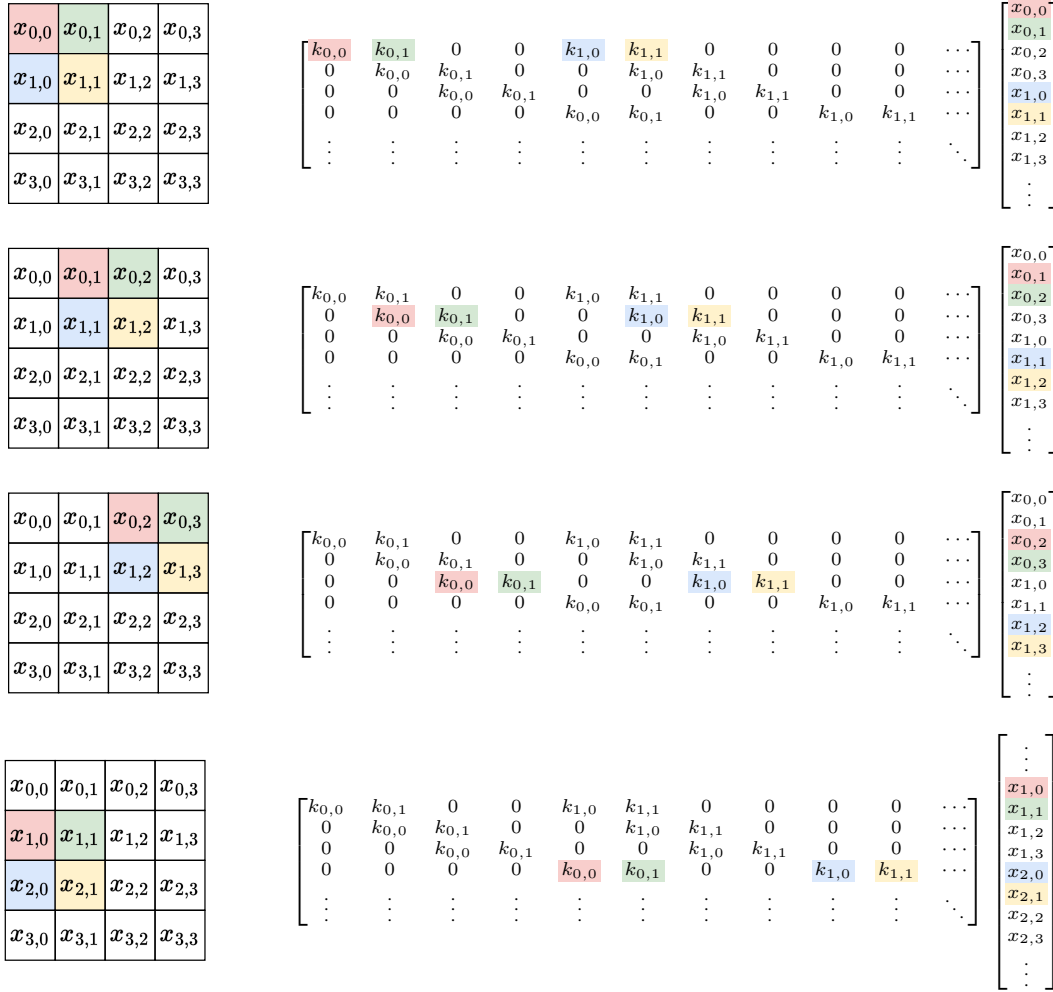 x0,0 x0,1 x0,2 x0,3
x1,0 x1,1 x1,2 x1,3
x2,0 x2,1 x2,2 x2,3
x3,0 x3,1 x3,2 x3,3
k0,0 k0,1 0 0 k1,0 k1,1 0 0 0 0 ⋯
0 k0,0 k0,1 0 0 k1,0 k1,1 0 0 0 ⋯
0 0 k0,0 k0,1 0 0 k1,0 k1,1 0 0 ⋯
0 0 0 0 k0,0 k0,1 0 0 k1,0 k1,1 ⋯
⋮ ⋮ ⋮ ⋮ ⋮ ⋮ ⋮ ⋮ ⋮ ⋮ ⋱
x0,0
x0,1
x0,2
x0,3
x1,0
x1,1
x1,2
x1,3
⋮
x0,0 x0,1 x0,2 x0,3
x1,0 x1,1 x1,2 x1,3
x2,0 x2,1 x2,2 x2,3
x3,0 x3,1 x3,2 x3,3
k0,0 k0,1 0 0 k1,0 k1,1 0 0 0 0 ⋯
0 k0,0 k0,1 0 0 k1,0 k1,1 0 0 0 ⋯
0 0 k0,0 k0,1 0 0 k1,0 k1,1 0 0 ⋯
0 0 0 0 k0,0 k0,1 0 0 k1,0 k1,1 ⋯
⋮ ⋮ ⋮ ⋮ ⋮ ⋮ ⋮ ⋮ ⋮ ⋮ ⋱
x0,0
x0,1
x0,2
x0,3
x1,0
x1,1
x1,2
x1,3
⋮
x0,0 x0,1 x0,2 x0,3
x1,0 x1,1 x1,2 x1,3
x2,0 x2,1 x2,2 x2,3
x3,0 x3,1 x3,2 x3,3
k0,0 k0,1 0 0 k1,0 k1,1 0 0 0 0 ⋯
0 k0,0 k0,1 0 0 k1,0 k1,1 0 0 0 ⋯
0 0 k0,0 k0,1 0 0 k1,0 k1,1 0 0 ⋯
0 0 0 0 k0,0 k0,1 0 0 k1,0 k1,1 ⋯
⋮ ⋮ ⋮ ⋮ ⋮ ⋮ ⋮ ⋮ ⋮ ⋮ ⋱
x0,0
x0,1
x0,2
x0,3
x1,0
x1,1
x1,2
x1,3
⋮
x0,0 x0,1 x0,2 x0,3
x1,0 x1,1 x1,2 x1,3
x2,0 x2,1 x2,2 x2,3
x3,0 x3,1 x3,2 x3,3
k0,0 k0,1 0 0 k1,0 k1,1 0 0 0 0 ⋯
0 k0,0 k0,1 0 0 k1,0 k1,1 0 0 0 ⋯
0 0 k0,0 k0,1 0 0 k1,0 k1,1 0 0 ⋯
0 0 0 0 k0,0 k0,1 0 0 k1,0 k1,1 ⋯
⋮ ⋮ ⋮ ⋮ ⋮ ⋮ ⋮ ⋮ ⋮ ⋮ ⋱
⋮
x1,0
x1,1
x1,2
x1,3
x2,0
x2,1
x2,2
x2,3
⋮